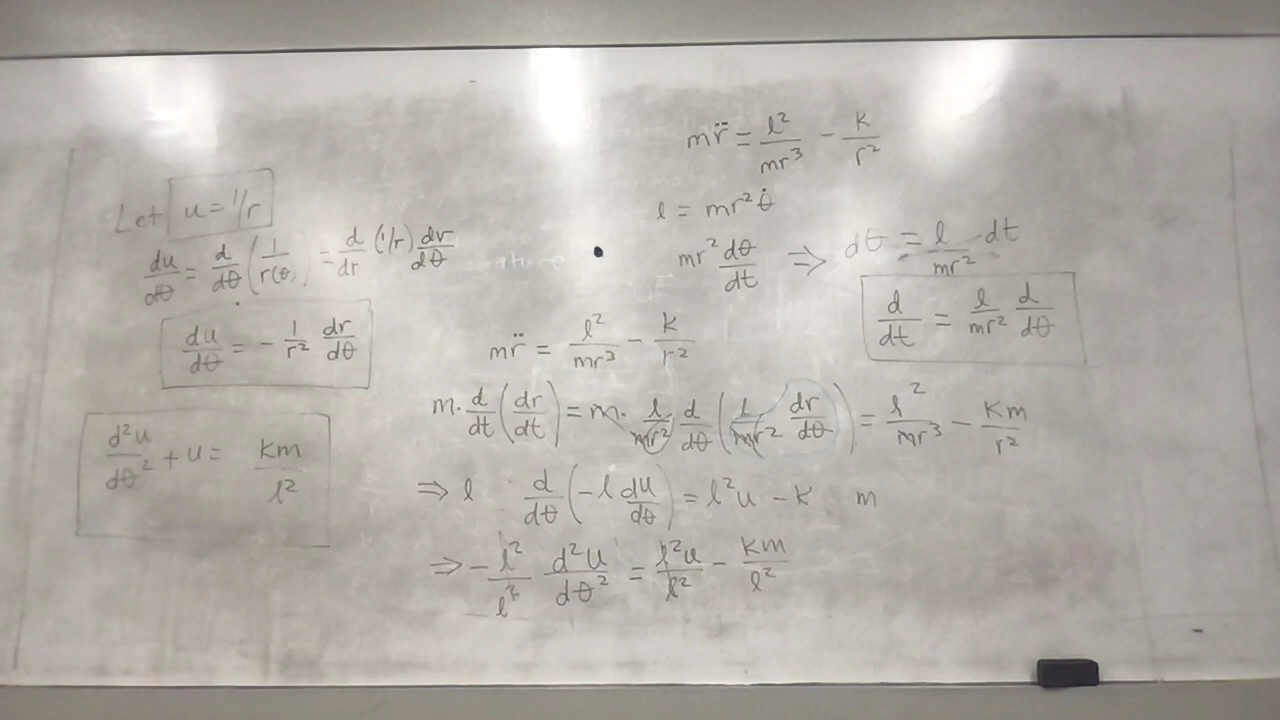 Let u = 1/r
du/dθ = d/dθ (1/r(θ)) = d/dr (1/r) dr/dθ
du/dθ = - 1/r² dr/dθ
d²u/dθ² + u = km/l²
mr̈ = l²/mr³ - k/r²
l = mr²θ̇
mr² dθ/dt ⇒ dθ = l/mr² · dt
d/dt = l/mr² d/dθ
mr̈ = l²/mr³ - k/r²
m · d/dt (dr/dt) = m · l/mr² d/dθ (l/mr² dr/dθ) = l²/mr³ - km/r²
⇒ l d/dθ (-l du/dθ) = l²u - k m
⇒ - l²/l² d²u/dθ² = l²u/l² - km/l²